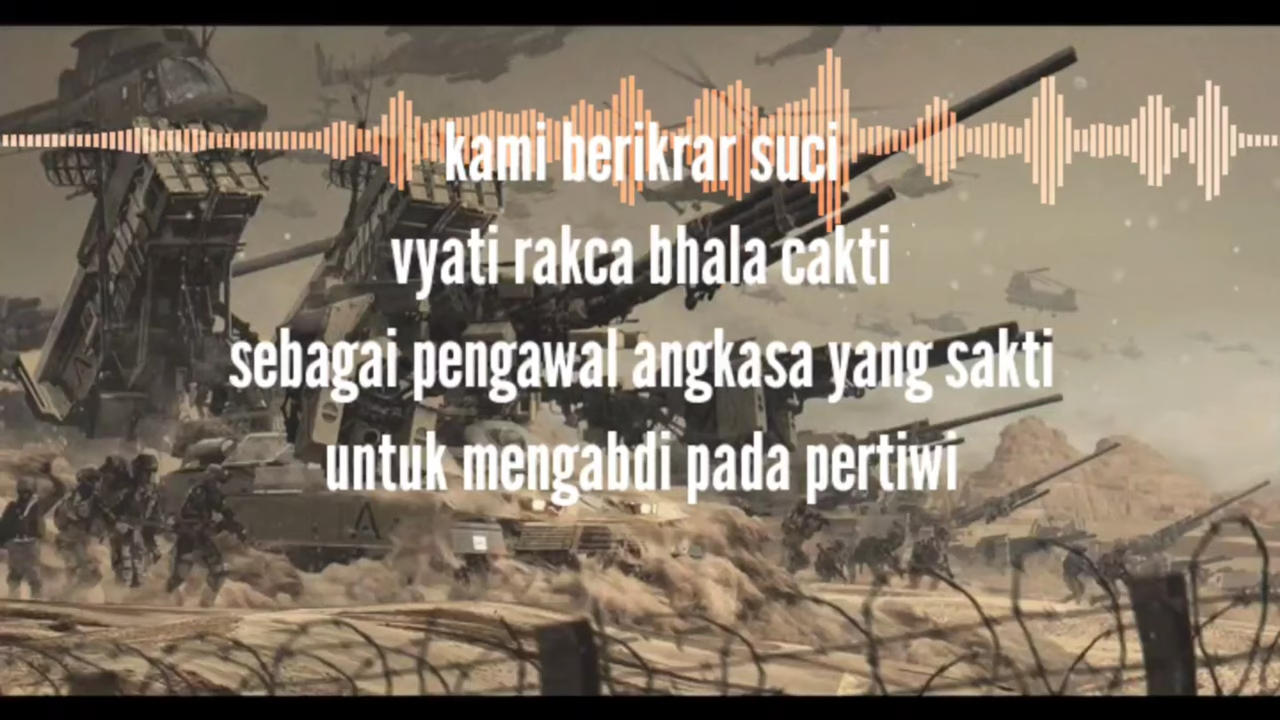 kami berikrar suci
vyati rakca bhala cakti
sebagai pengawal angkasa yang sakti
untuk mengabdi pada pertiwi
A